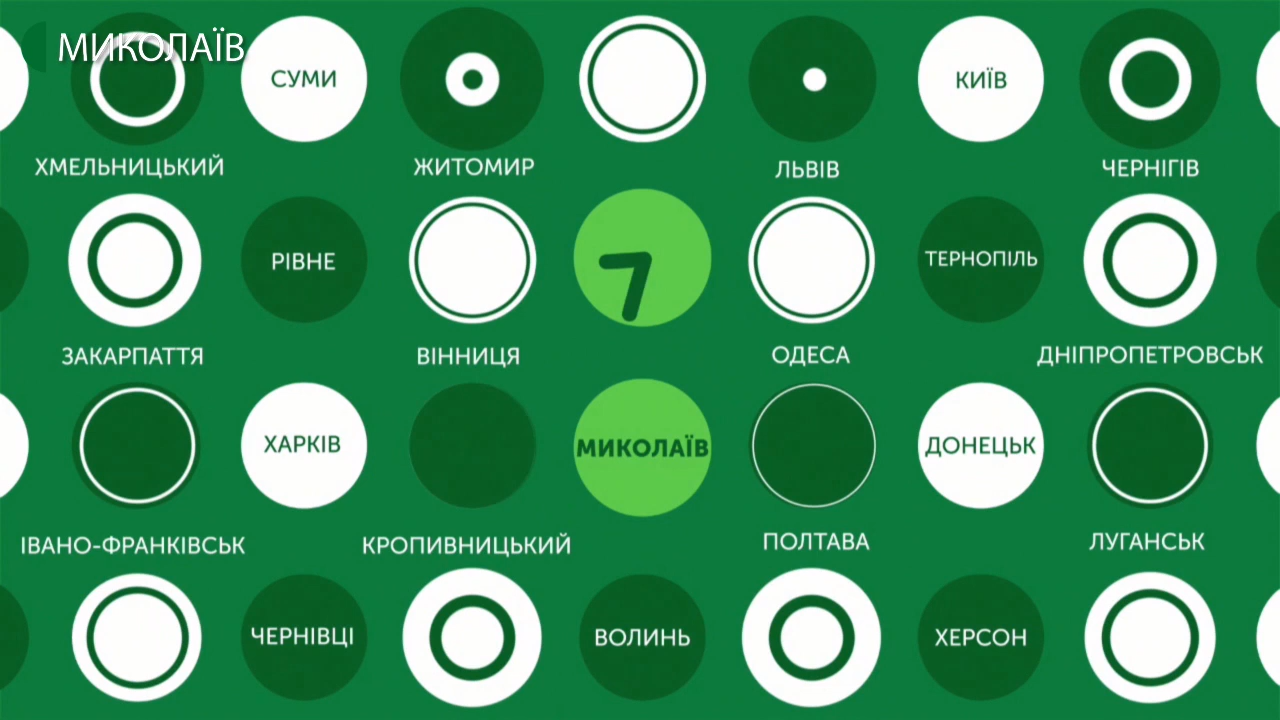 МИКОЛАЇВ
СУМИ
КИЇВ
ХМЕЛЬНИЦЬКИЙ
ЖИТОМИР
ЛЬВІВ
ЧЕРНІГІВ
РІВНЕ
ТЕРНОПІЛЬ
ЗАКАРПАТТЯ
ВІННИЦЯ
ОДЕСА
ДНІПРОПЕТРОВСЬК
ХАРКІВ
МИКОЛАЇВ
ДОНЕЦЬК
ІВАНО-ФРАНКІВСЬК
КРОПИВНИЦЬКИЙ
ПОЛТАВА
ЛУГАНСЬК
ЧЕРНІВЦІ
ВОЛИНЬ
ХЕРСОН